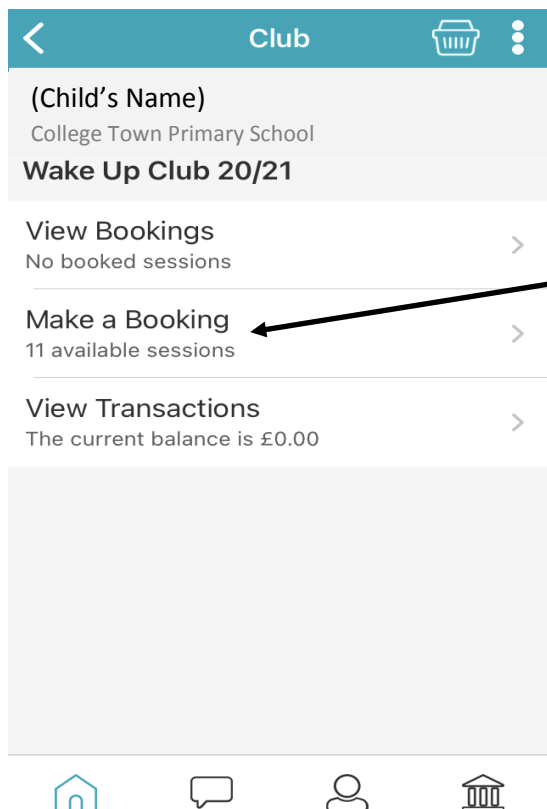 Club
(Child's Name)
College Town Primary School
Wake Up Club 20/21
View Bookings
No booked sessions
Make a Booking
11 available sessions
View Transactions
The current balance is £0.00